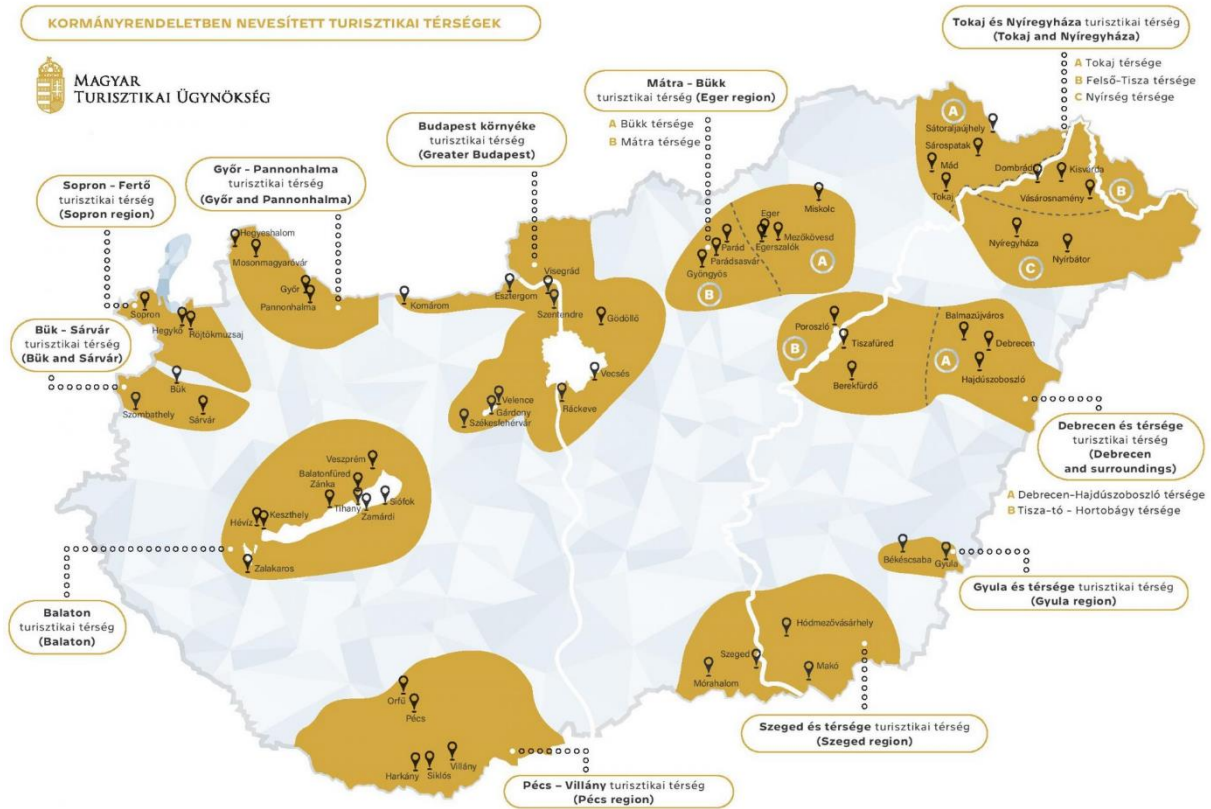 KORMÁNYRENDELETBEN NEVESÍTETT TURISZTIKAI TÉRSÉGEK
MAGYAR
TURISZTIKAI ÜGYNÖKSÉG
Tokaj és Nyíregyháza turisztikai térség
(Tokaj and Nyíregyháza)
A Tokaj térsége
B Felső-Tisza térsége
C Nyírség térsége
Mátra - Bükk
turisztikai térség (Eger region)
A Bükk térsége
B Mátra térsége
Budapest környéke
turisztikai térség
(Greater Budapest)
Győr - Pannonhalma
turisztikai térség
(Győr and Pannonhalma)
Sopron - Fertő
turisztikai térség
(Sopron region)
Bük - Sárvár
turisztikai térség
(Bük and Sárvár)
A
Sátoraljaújhely
Sárospatak
Mád
Tokaj
Dombrád
Kisvárda
Vásárosnamény
B
Nyíregyháza
Nyírbátor
C
Miskolc
Eger
Egerszalók
Mezőkövesd
Parád
Parádsasvár
Gyöngyös
A
B
Hegyeshalom
Mosonmagyaróvár
Győr
Pannonhalma
Komárom
Esztergom
Visegrád
Szentendre
Gödöllő
Vecsés
Ráckeve
Velence
Gárdony
Székesfehérvár
Sopron
Hegykő
Röjtökmuzsaj
Bük
Szombathely
Sárvár
Poroszló
Tiszafüred
Berekfürdő
B
Balmazújváros
Debrecen
Hajdúszoboszló
A
Debrecen és térsége
turisztikai térség
(Debrecen
and surroundings)
A Debrecen-Hajdúszoboszló térsége
B Tisza-tó - Hortobágy térsége
Veszprém
Balatonfüred
Zánka
Tihany
Zamárdi
Siófok
Hévíz
Keszthely
Zalakaros
Balaton
turisztikai térség
(Balaton)
Békéscsaba
Gyula
Gyula és térsége turisztikai térség
(Gyula region)
Hódmezővásárhely
Szeged
Makó
Mórahalom
Szeged és térsége turisztikai térség
(Szeged region)
Orfű
Pécs
Harkány
Siklós
Villány
Pécs – Villány turisztikai térség
(Pécs region)